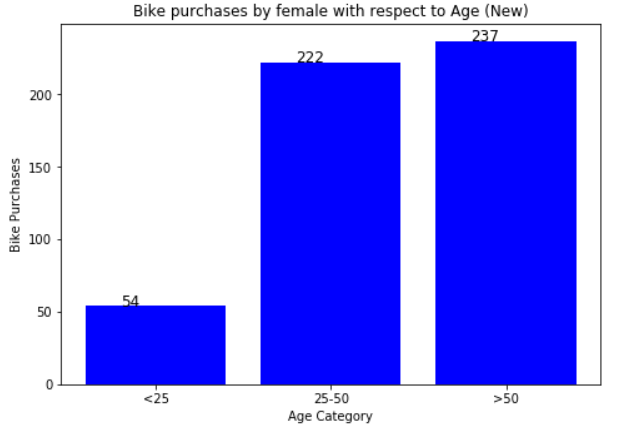 Bike purchases by female with respect to Age (New)
237
222
200
150
Bike Purchases
100
54
50
0
<25 25-50 >50
Age Category